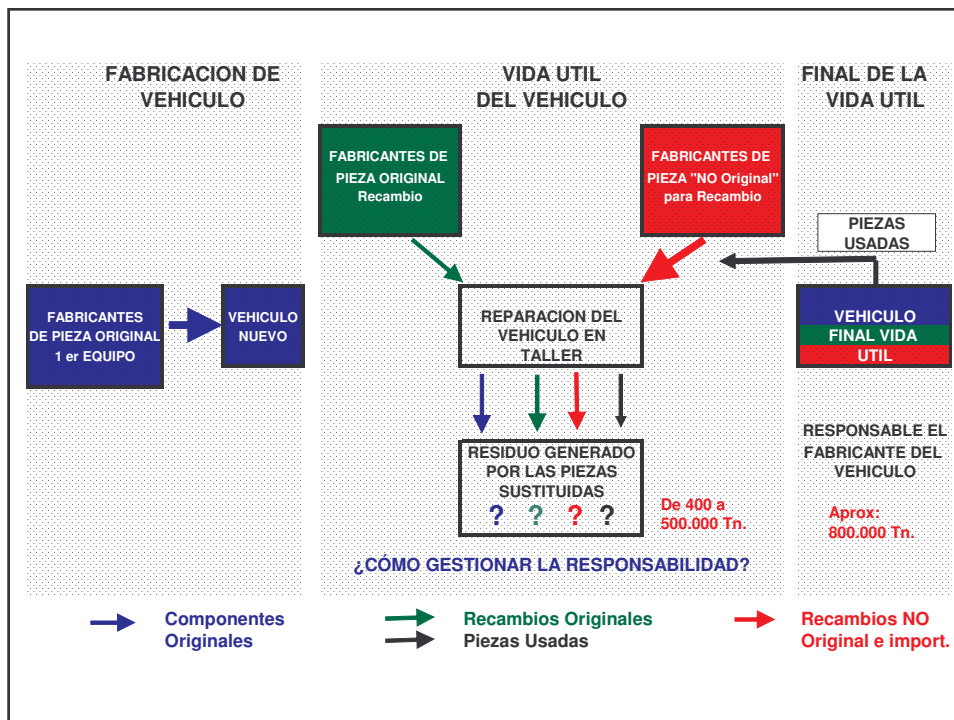 FABRICACION DE
VEHICULO
VIDA UTIL
DEL VEHICULO
FINAL DE LA
VIDA UTIL
FABRICANTES DE
PIEZA ORIGINAL
Recambio
FABRICANTES DE
PIEZA "NO Original"
para Recambio
PIEZAS
USADAS
FABRICANTES
DE PIEZA ORIGINAL
1 er EQUIPO
VEHICULO
NUEVO
REPARACION DEL
VEHICULO EN
TALLER
VEHICULO
FINAL VIDA
UTIL
RESIDUO GENERADO
POR LAS PIEZAS
SUSTITUIDAS
? ? ? ?
De 400 a
500.000 Tn.
RESPONSABLE EL
FABRICANTE DEL
VEHICULO
Aprox:
800.000 Tn.
¿CÓMO GESTIONAR LA RESPONSABILIDAD?
Componentes
Originales
Recambios Originales
Piezas Usadas
Recambios NO
Original e import.